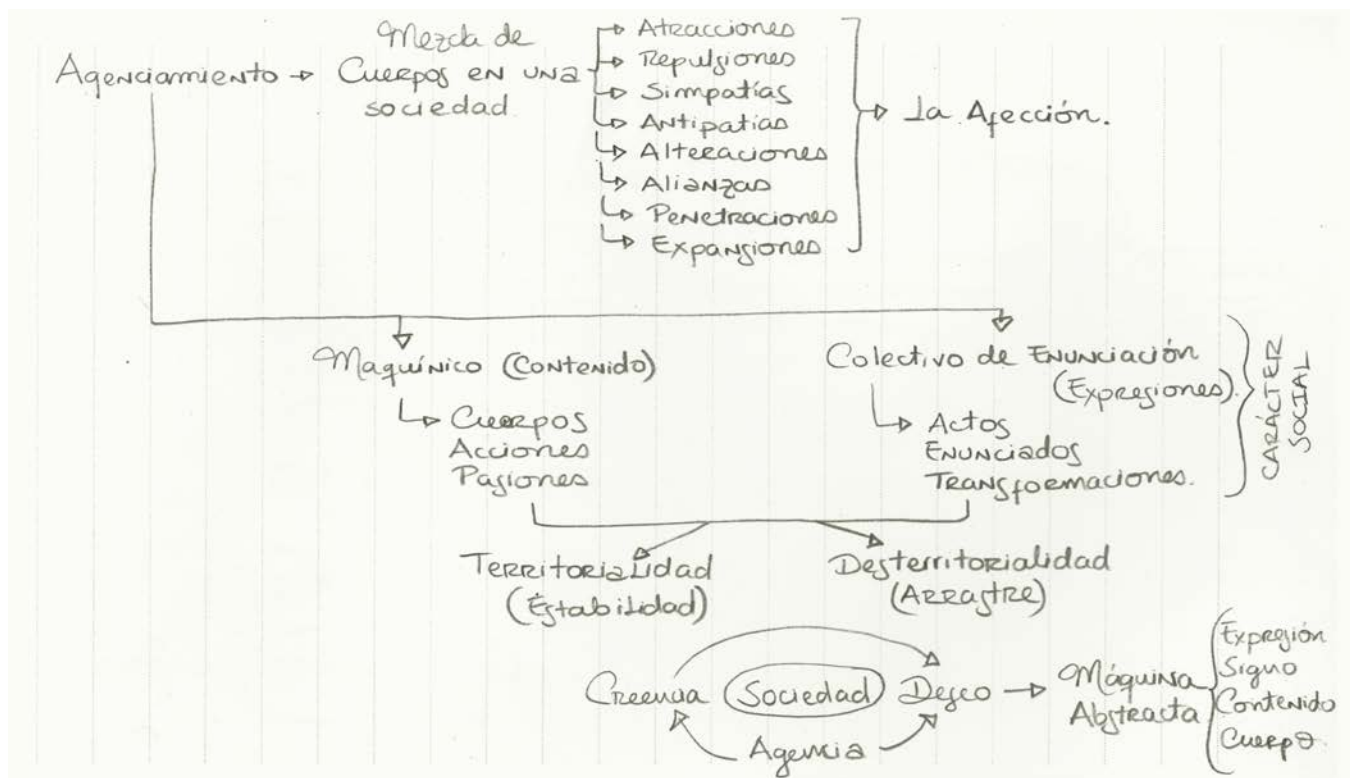 Agenciamiento
Mezcla de
Cuerpos en una
sociedad
Atracciones
Repulsiones
Simpatías
Antipatias
Alteraciones
Alianzas
Penetraciones
Expansiones
La Afección.
Maquínico (Contenido)
Cuerpos
Acciones
Pasiones
Colectivo de Enunciación
(Expresiones).
Actos
Enunciados
Transformaciones.
CARÁCTER
SOCIAL
Territorialidad
(Estabilidad)
Desterritorialidad
(Arrastre)
Creencia Sociedad Deseo
Agencia
Máquina
Abstracta
Expresión
Signo
Contenido
Cuerpo